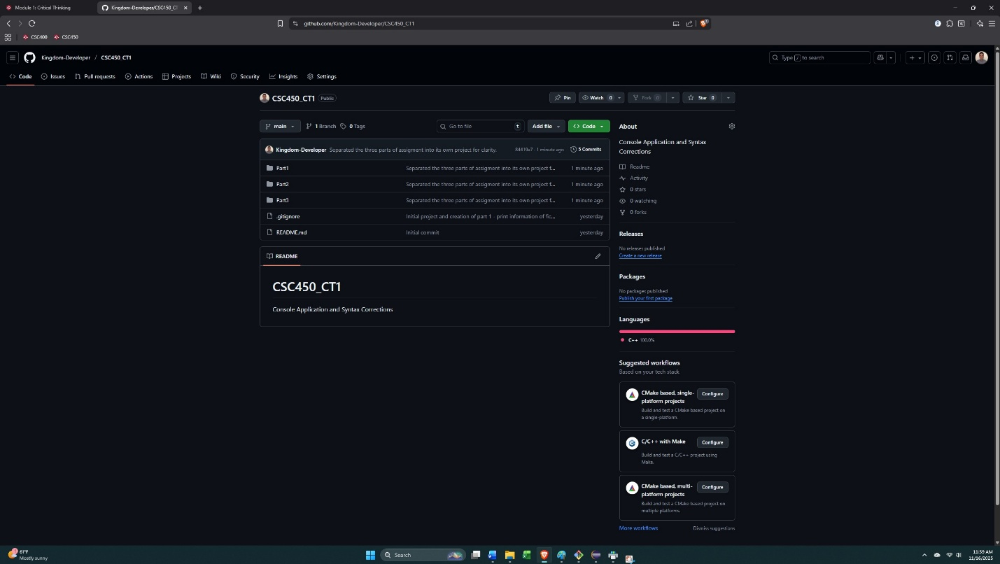 Module 1: Critical Thinking
Kingdom-Developer/CSC450_CT
github.com/Kingdom-Developer/CSC450_CT1
CSC400
CSC450
Kingdom-Developer / CSC450_CT1
Type / to search
Code
Issues
Pull requests
Actions
Projects
Wiki
Security
Insights
Settings
CSC450_CT1 Public
Pin
Watch 0
Fork 0
Star 0
main
1 Branch
0 Tags
Go to file t
Add file
Code
Kingdom-Developer Separated the three parts of assigment into its own project for clarity. 84419a7 · 1 minute ago 5 Commits
Part1 Separated the three parts of assigment into its own project f... 1 minute ago
Part2 Separated the three parts of assigment into its own project f... 1 minute ago
Part3 Separated the three parts of assigment into its own project f... 1 minute ago
.gitignore Initial project and creation of part 1 - print information of fic... yesterday
README.md Initial commit yesterday
README
CSC450_CT1
Console Application and Syntax Corrections
About
Console Application and Syntax
Corrections
Readme
Activity
0 stars
0 watching
0 forks
Releases
No releases published
Create a new release
Packages
No packages published
Publish your first package
Languages
C++ 100.0%
Suggested workflows
Based on your tech stack
CMake based, single-
platform projects
Configure
Build and test a CMake based project on
a single-platform.
C/C++ with Make
Configure
Build and test a C/C++ project using
Make.
CMake based, multi-
platform projects
Configure
Build and test a CMake based project on
multiple platforms.
More workflows
Dismiss suggestions
61°F
Mostly sunny
Search
11:59 AM
11/16/2025